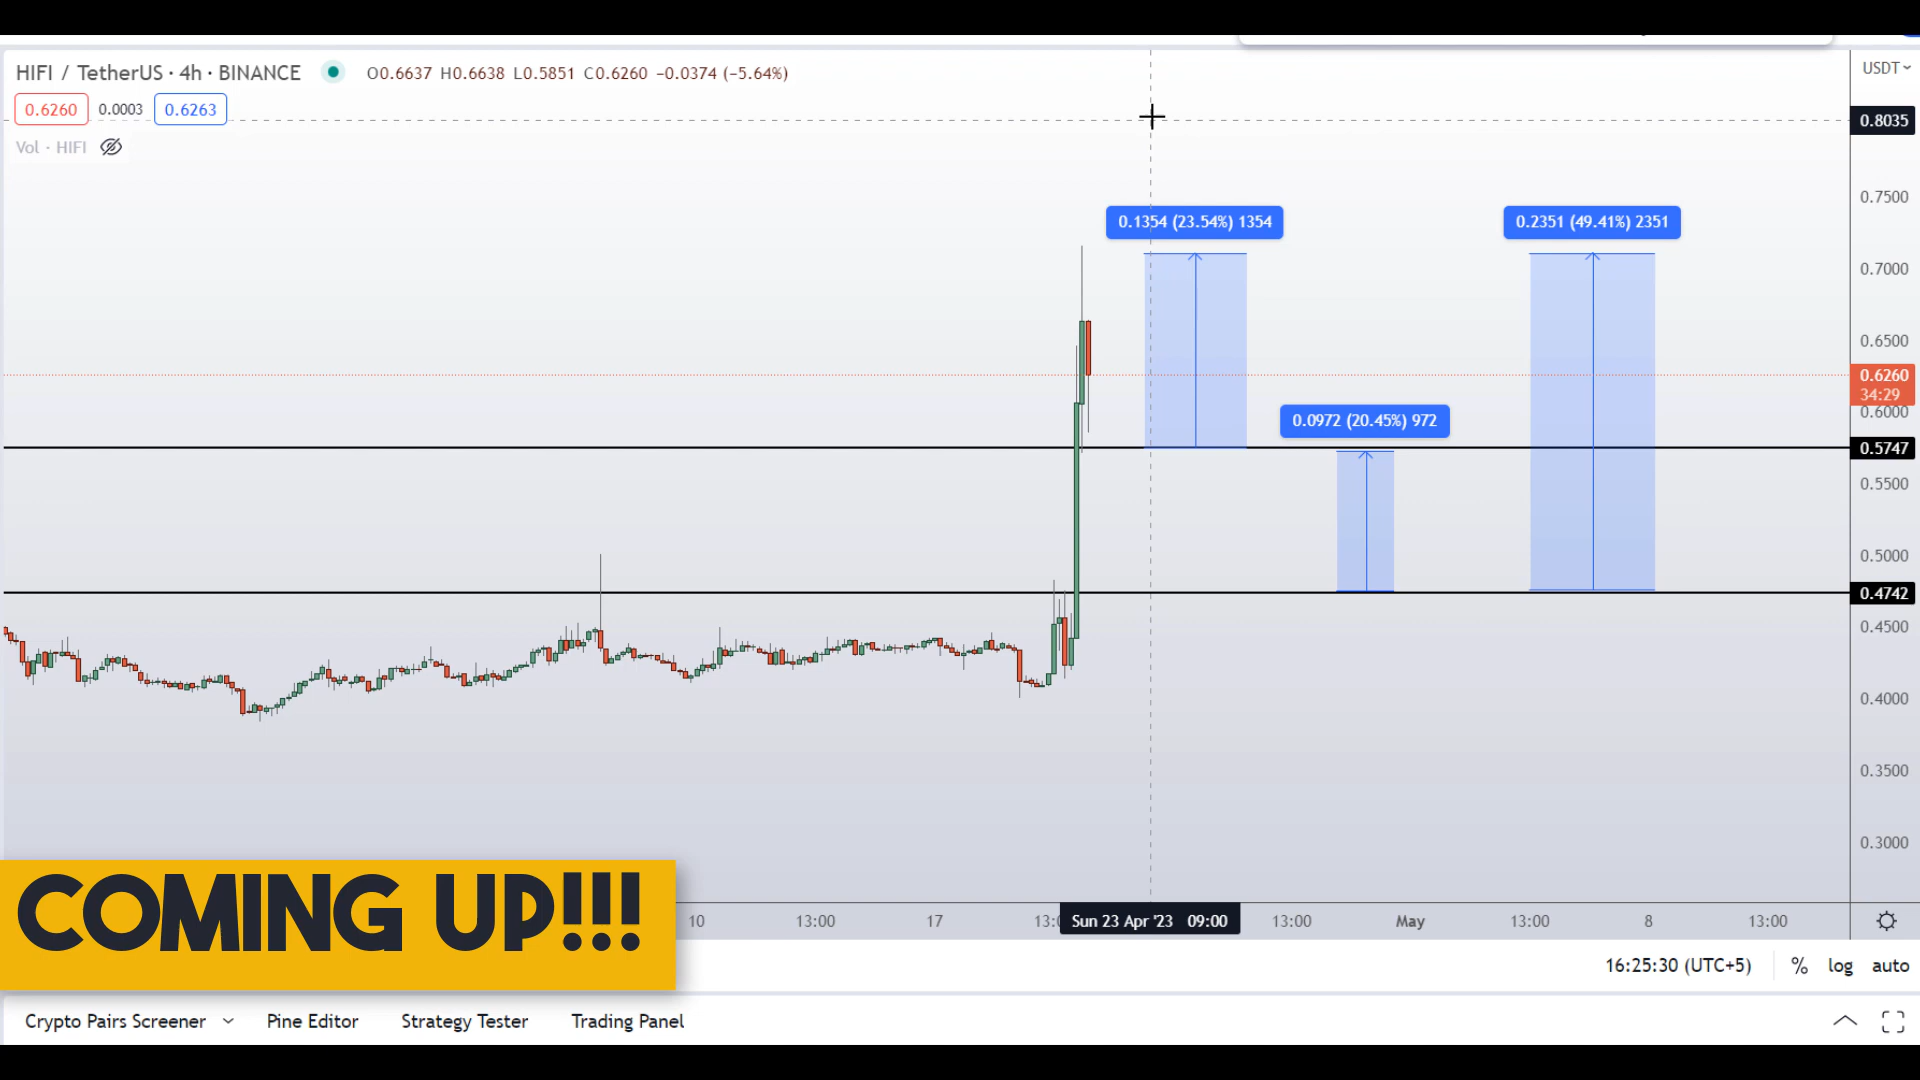 HIFI / TetherUS · 4h · BINANCE O0.6637 H0.6638 L0.5851 C0.6260 −0.0374 (−5.64%)
USDT
0.6260 0.0003 0.6263
0.8035
Vol · HIFI
0.7500
0.1354 (23.54%) 1354
0.2351 (49.41%) 2351
0.7000
0.6500
0.6260
34:29
0.6000
0.0972 (20.45%) 972
0.5747
0.5500
0.5000
0.4742
0.4500
0.4000
0.3500
0.3000
COMING UP!!!
10 13:00 17 13:0 Sun 23 Apr '23 09:00 13:00 May 13:00 8 13:00
16:25:30 (UTC+5) % log auto
Crypto Pairs Screener Pine Editor Strategy Tester Trading Panel